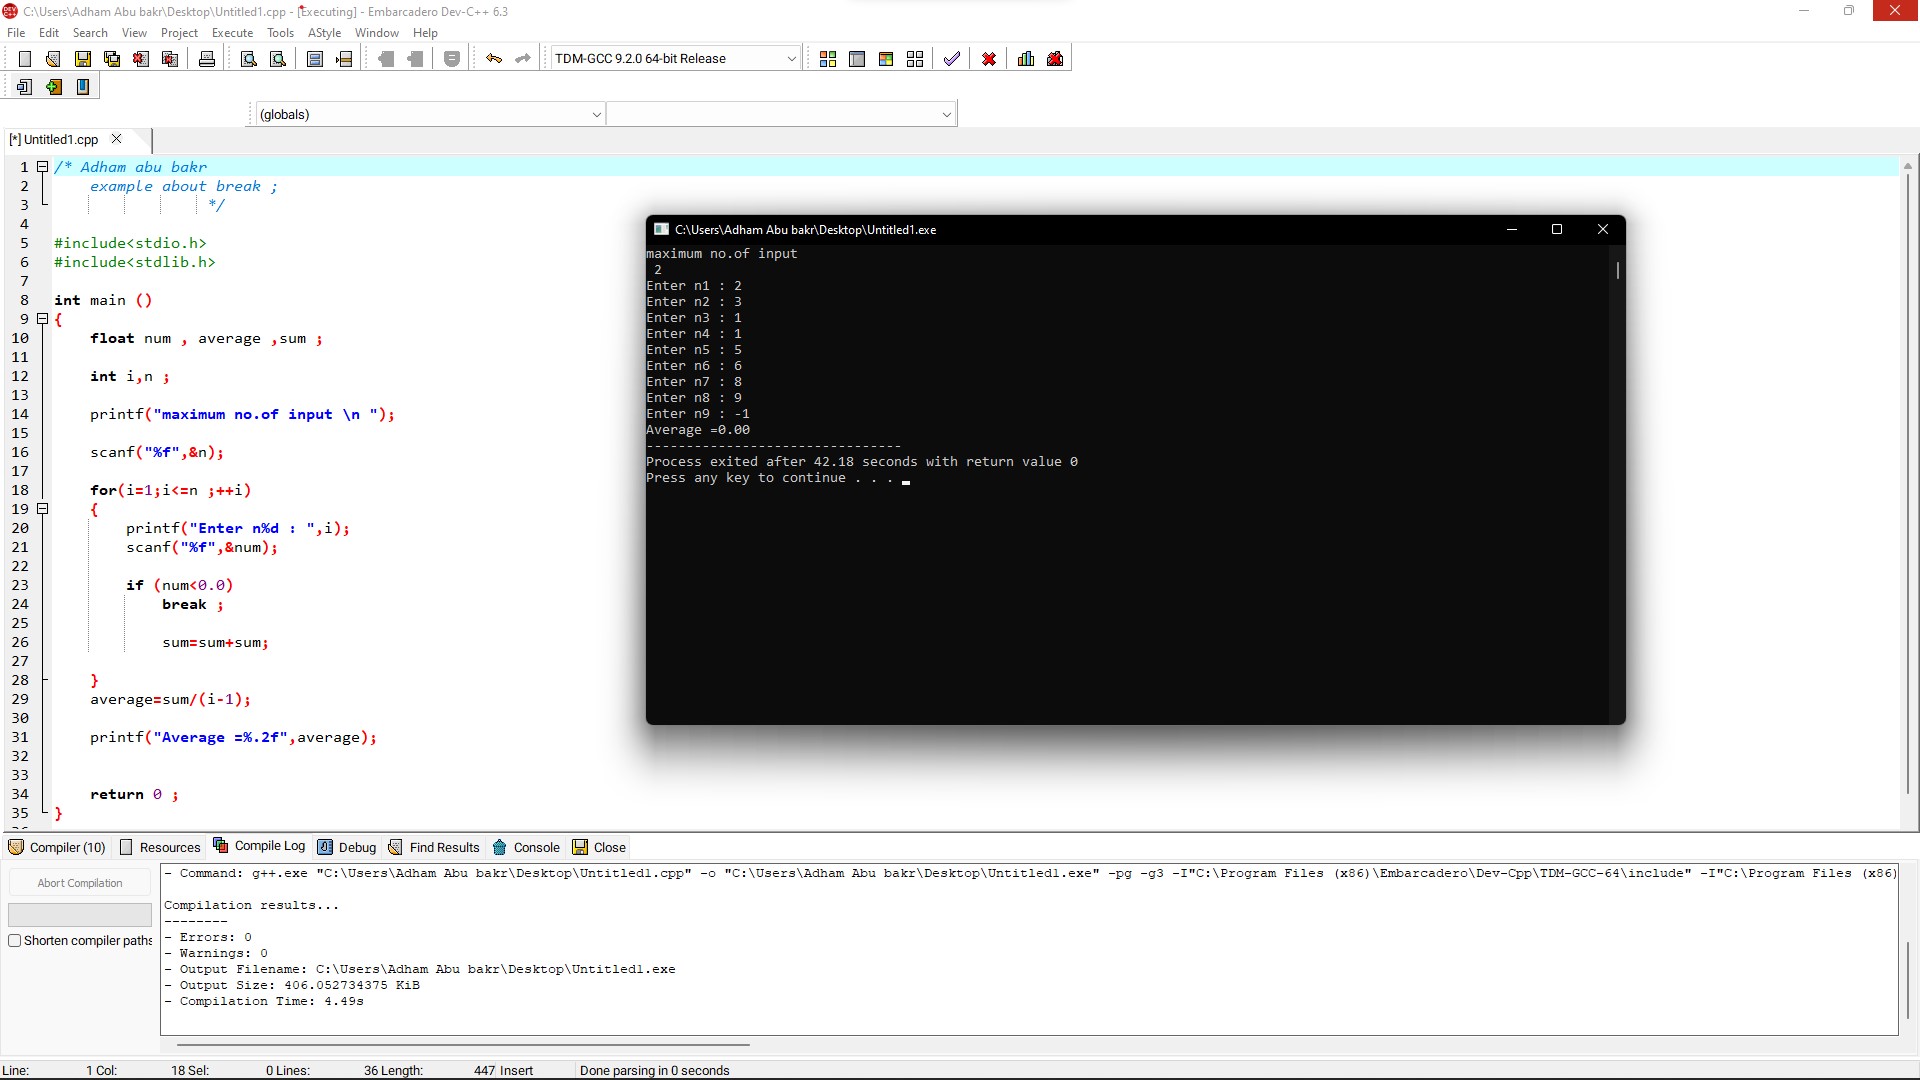 C:\Users\Adham Abu bakr\Desktop\Untitled1.cpp - [Executing] - Embarcadero Dev-C++ 6.3
File Edit Search View Project Execute Tools AStyle Window Help
TDM-GCC 9.2.0 64-bit Release
(globals)
[*] Untitled1.cpp
1 /* Adham abu bakr
2 example about break ;
3 */
4
5 #include<stdio.h>
6 #include<stdlib.h>
7
8 int main ()
9 {
10 float num , average ,sum ;
11
12 int i,n ;
13
14 printf("maximum no.of input \n ");
15
16 scanf("%f",&n);
17
18 for(i=1;i<=n ;++i)
19 {
20 printf("Enter n%d : ",i);
21 scanf("%f",&num);
22
23 if (num<0.0)
24 break ;
25
26 sum=sum+sum;
27
28 }
29 average=sum/(i-1);
30
31 printf("Average =%.2f",average);
32
33
34 return 0 ;
35 }
C:\Users\Adham Abu bakr\Desktop\Untitled1.exe
maximum no.of input
2
Enter n1 : 2
Enter n2 : 3
Enter n3 : 1
Enter n4 : 1
Enter n5 : 5
Enter n6 : 6
Enter n7 : 8
Enter n8 : 9
Enter n9 : -1
Average =0.00
--------------------------------
Process exited after 42.18 seconds with return value 0
Press any key to continue . . .
Compiler (10) Resources Compile Log Debug Find Results Console Close
Abort Compilation
Shorten compiler paths
- Command: g++.exe "C:\Users\Adham Abu bakr\Desktop\Untitled1.cpp" -o "C:\Users\Adham Abu bakr\Desktop\Untitled1.exe" -pg -g3 -I"C:\Program Files (x86)\Embarcadero\Dev-Cpp\TDM-GCC-64\include" -I"C:\Program Files (x86)
Compilation results...
--------
- Errors: 0
- Warnings: 0
- Output Filename: C:\Users\Adham Abu bakr\Desktop\Untitled1.exe
- Output Size: 406.052734375 KiB
- Compilation Time: 4.49s
Line: 1 Col: 18 Sel: 0 Lines: 36 Length: 447 Insert Done parsing in 0 seconds